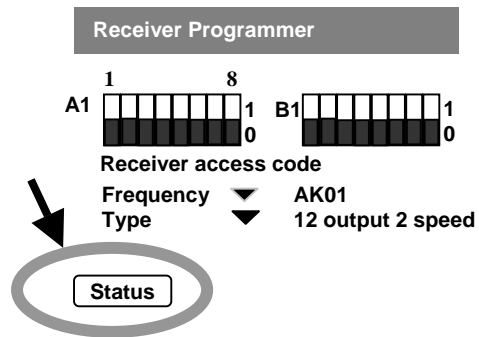 Receiver Programmer
1 8
A1 1 B1 1
0 0
Receiver access code
Frequency AK01
Type 12 output 2 speed
Status